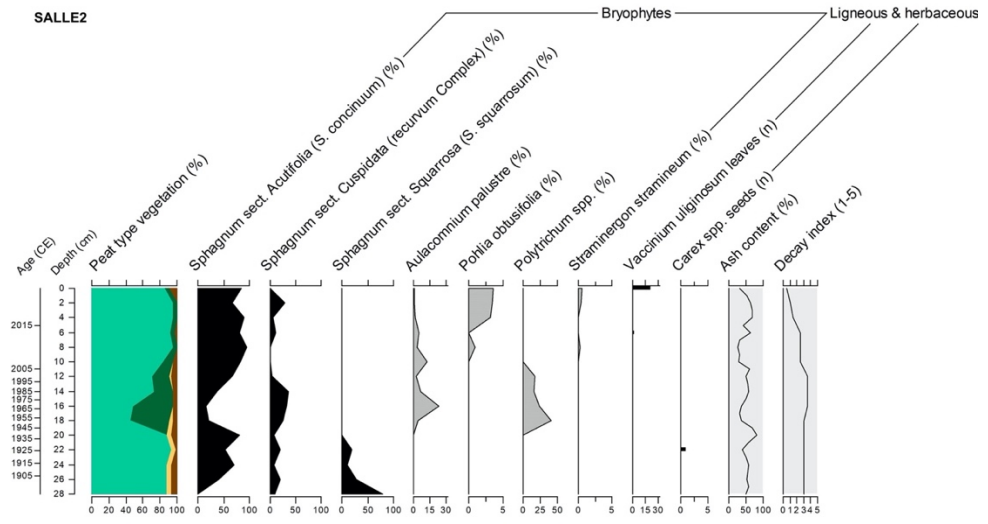 SALLE2
Bryophytes
Ligneous & herbaceous
Age (CE)
Depth (cm)
Peat type vegetation (%)
Sphagnum sect. Acutifolia (S. concinuum) (%)
Sphagnum sect. Cuspidata (recurvum Complex) (%)
Sphagnum sect. Squarrosa (S. squarrosum) (%)
Aulacomnium palustre (%)
Pohlia obtusifolia (%)
Polytrichum spp. (%)
Straminergon stramineum (%)
Vaccinium uliginosum leaves (n)
Carex spp. seeds (n)
Ash content (%)
Decay index (1-5)
2015
2005
1995
1985
1975
1965
1955
1945
1935
1925
1915
1905
0
2
4
6
8
10
12
14
16
18
20
22
24
26
28
0 20 40 60 80 100
0 50 100
0 50 100
0 50 100
0 15 30
0 5 10
0 25 50
0 5
0 15 30
0 5
0 50 100
0 1 2 3 4 5